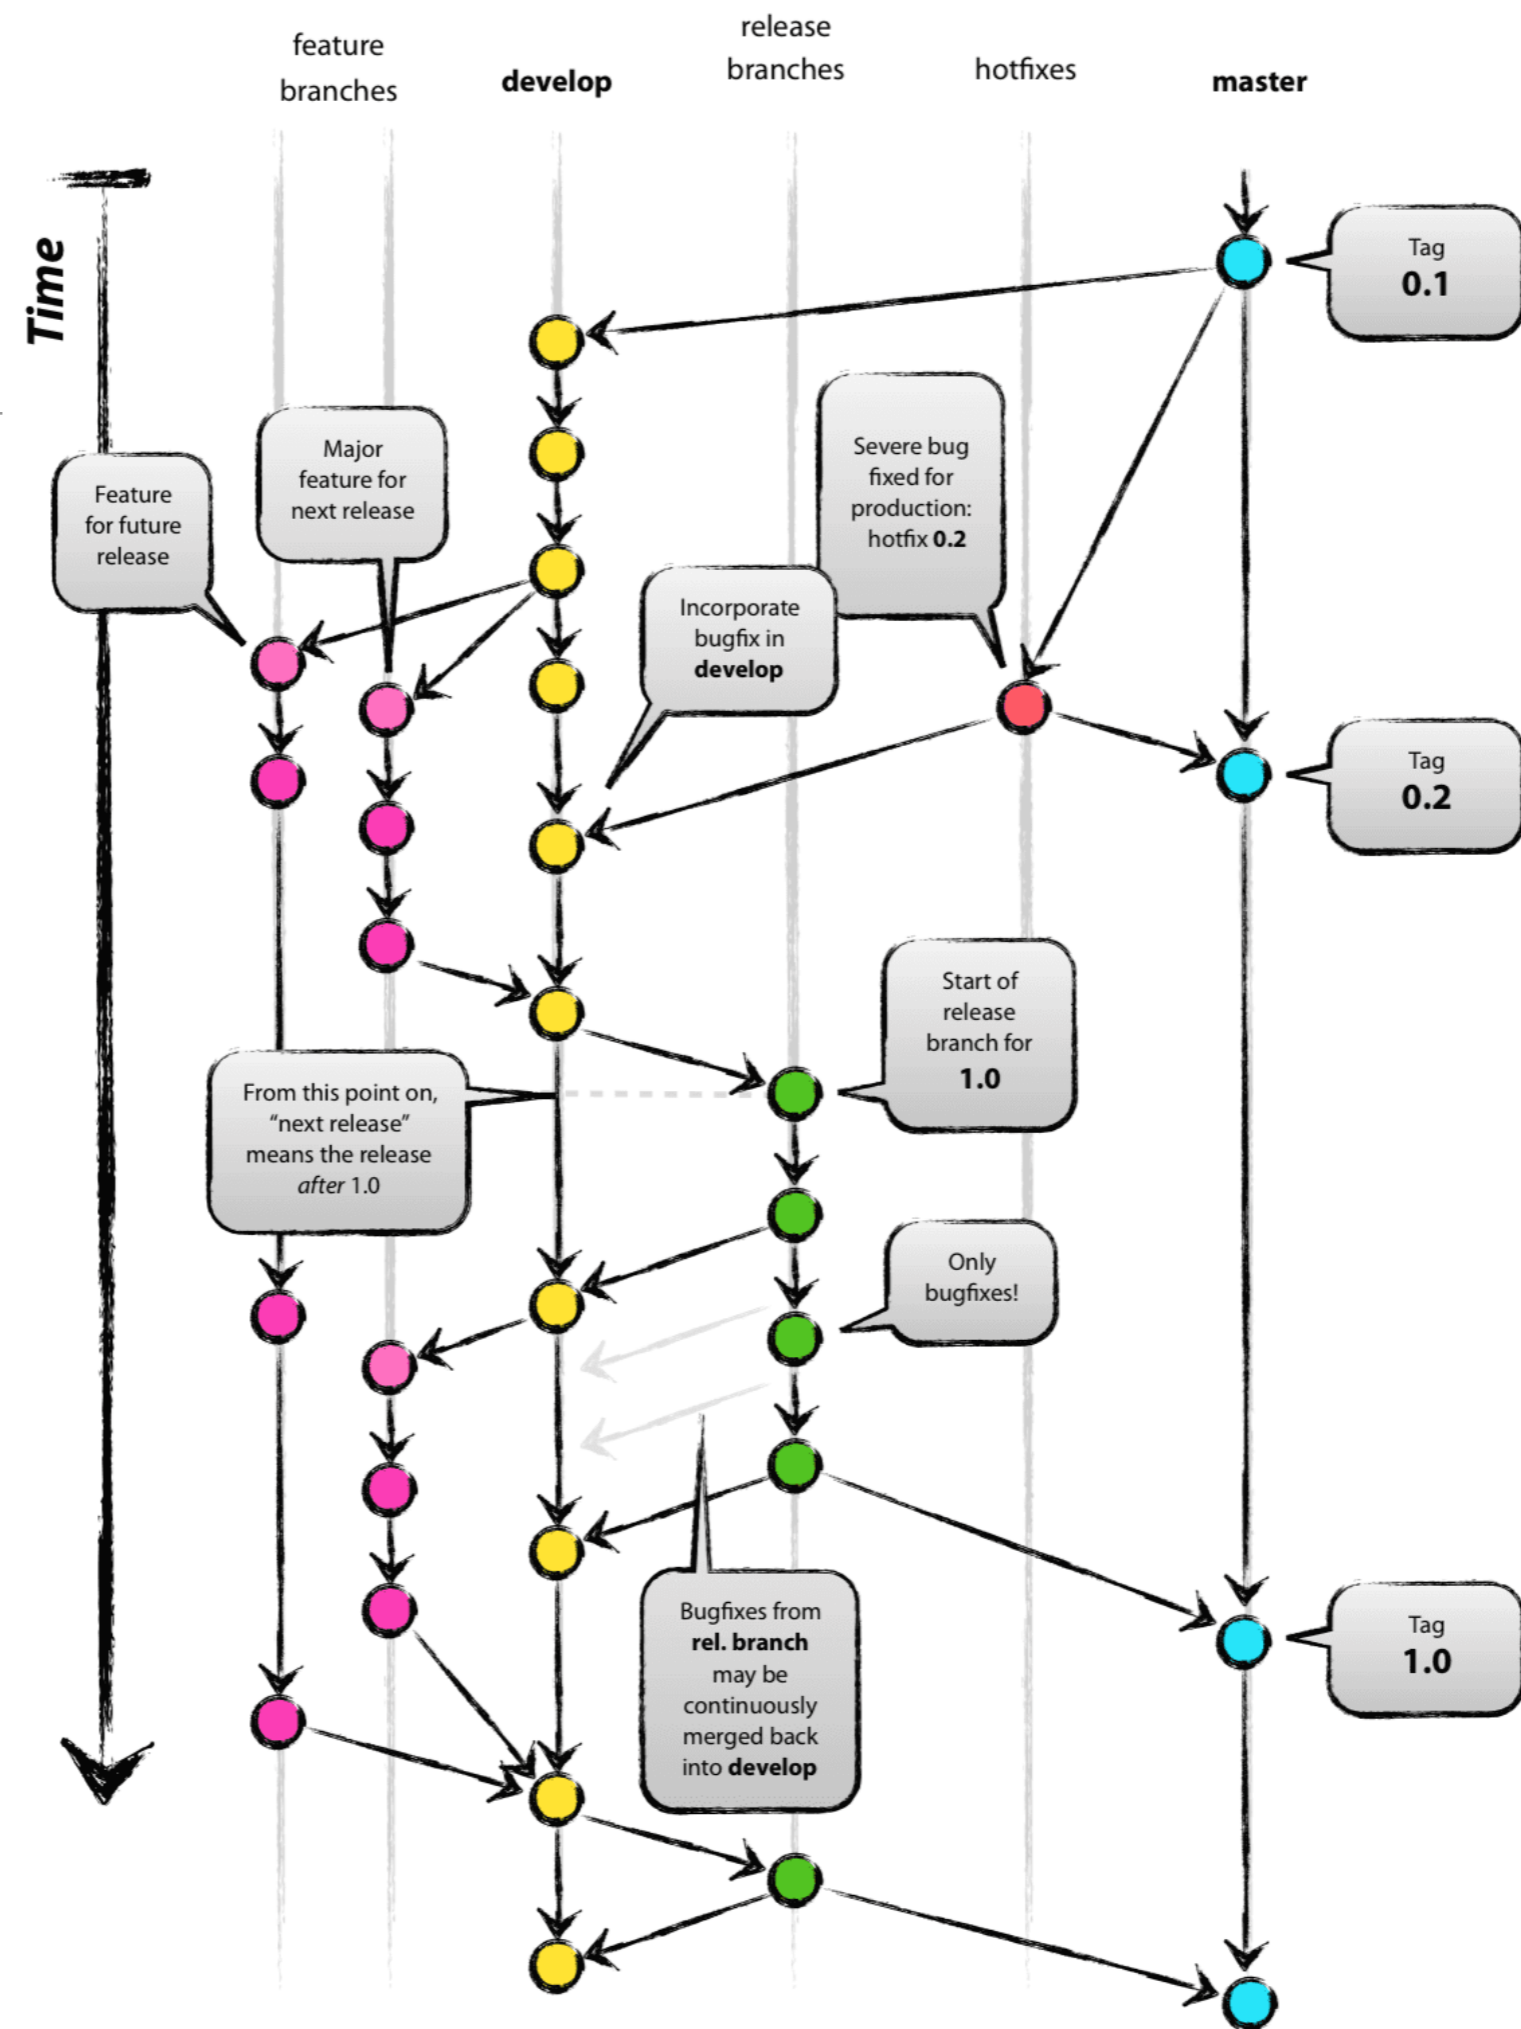 feature
branches
develop
release
branches
hotfixes
master
Time
Tag
0.1
Major
feature for
next release
Feature
for future
release
Severe bug
fixed for
production:
hotfix 0.2
Incorporate
bugfix in
develop
Tag
0.2
Start of
release
branch for
1.0
From this point on,
“next release”
means the release
after 1.0
Only
bugfixes!
Bugfixes from
rel. branch
may be
continuously
merged back
into develop
Tag
1.0